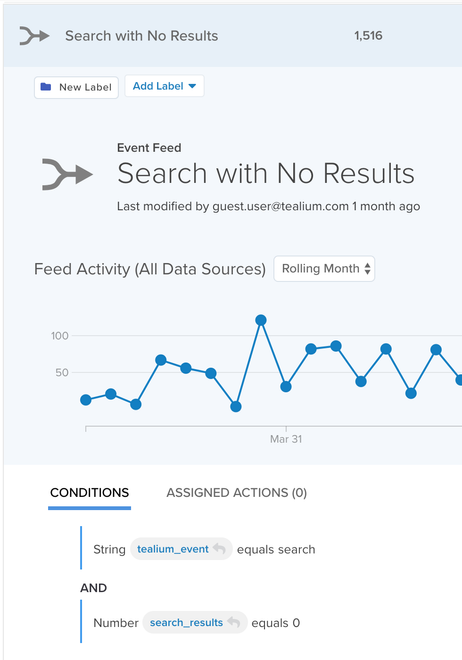 Search with No Results 1,516
New Label Add Label
Event Feed
Search with No Results
Last modified by guest.user@tealium.com 1 month ago
Feed Activity (All Data Sources) Rolling Month
100
50
Mar 31
CONDITIONS ASSIGNED ACTIONS (0)
String tealium_event equals search
AND
Number search_results equals 0